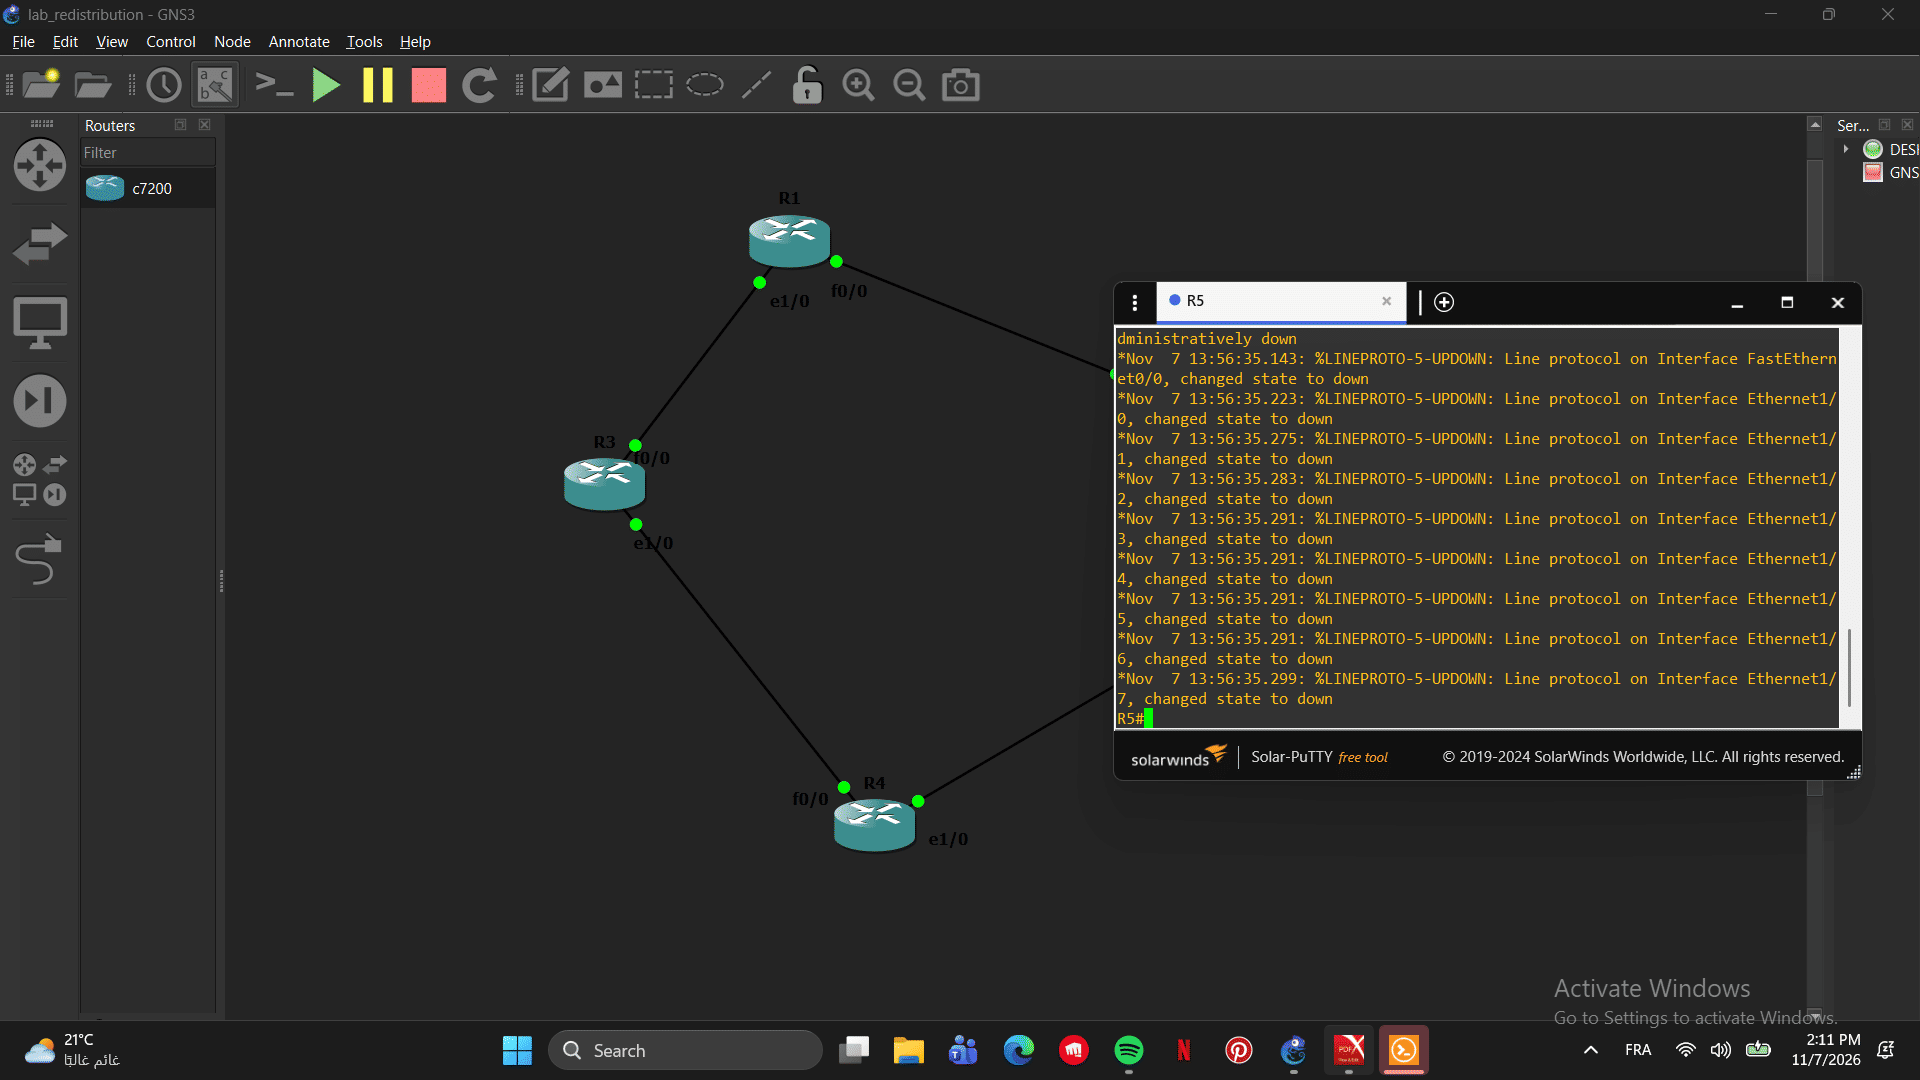 lab_redistribution - GNS3
File Edit View Control Node Annotate Tools Help
Routers
Filter
c7200
Ser...
DESI
GNS
R1
e1/0
f0/0
R3
f0/0
e1/0
R4
f0/0
e1/0
R5
dministratively down
*Nov  7 13:56:35.143: %LINEPROTO-5-UPDOWN: Line protocol on Interface FastEthern
et0/0, changed state to down
*Nov  7 13:56:35.223: %LINEPROTO-5-UPDOWN: Line protocol on Interface Ethernet1/
0, changed state to down
*Nov  7 13:56:35.275: %LINEPROTO-5-UPDOWN: Line protocol on Interface Ethernet1/
1, changed state to down
*Nov  7 13:56:35.283: %LINEPROTO-5-UPDOWN: Line protocol on Interface Ethernet1/
2, changed state to down
*Nov  7 13:56:35.291: %LINEPROTO-5-UPDOWN: Line protocol on Interface Ethernet1/
3, changed state to down
*Nov  7 13:56:35.291: %LINEPROTO-5-UPDOWN: Line protocol on Interface Ethernet1/
4, changed state to down
*Nov  7 13:56:35.291: %LINEPROTO-5-UPDOWN: Line protocol on Interface Ethernet1/
5, changed state to down
*Nov  7 13:56:35.291: %LINEPROTO-5-UPDOWN: Line protocol on Interface Ethernet1/
6, changed state to down
*Nov  7 13:56:35.299: %LINEPROTO-5-UPDOWN: Line protocol on Interface Ethernet1/
7, changed state to down
R5#
solarwinds Solar-PuTTY free tool © 2019-2024 SolarWinds Worldwide, LLC. All rights reserved.
Activate Windows
Go to Settings to activate Windows.
21°C
غائم غالبًا
Search
PDF
FRA
2:11 PM
11/7/2026